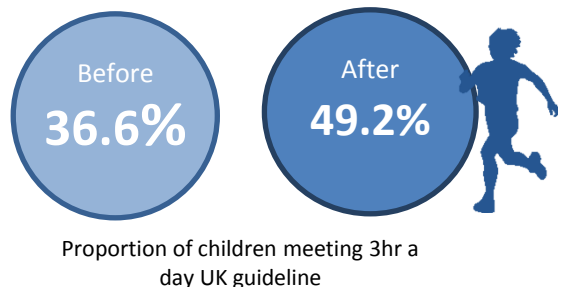 Before
36.6%
After
49.2%
Proportion of children meeting 3hr a
day UK guideline